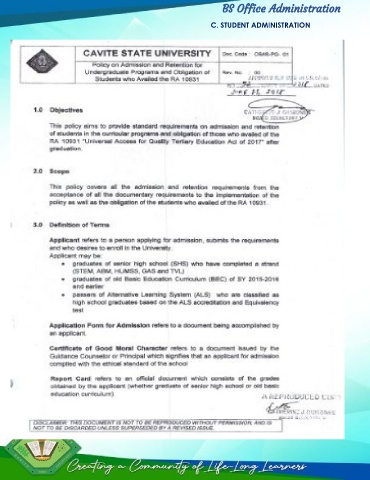 BS Office Administration
C. STUDENT ADMINISTRATION
CAVITE STATE UNIVERSITY
Policy on Admission and Retention for
Undergraduate Programs and Obligation of
Students who Availed the RA 10931
Doc. Code : OSAS-PG- 01
Rev. No. : 00
1.0 Objectives
This policy aims to provide standard requirements on admission and retention
of students in the curricular programs and obligation of those who availed of the
RA 10931 "Universal Access for Quality Tertiary Education Act of 2017" after
graduation.
2.0 Scope
This policy covers all the admission and retention requirements from the
acceptance of all the documentary requirements to the implementation of the
policy as well as the obligation of the students who availed of the RA 10931.
3.0 Definition of Terms
Applicant refers to a person applying for admission, submits the requirements
and who desires to enroll in the University.
Applicant may be:
• graduates of senior high school (SHS) who have completed a strand
(STEM, ABM, HUMSS, GAS and TVL)
• graduates of old Basic Education Curriculum (BEC) of SY 2015-2016
and earlier
• passers of Alternative Learning System (ALS) who are classified as
high school graduates based on the ALS accreditation and Equivalency
test
Application Form for Admission refers to a document being accomplished by
an applicant.
Certificate of Good Moral Character refers to a document issued by the
Guidance Counselor or Principal which signifies that an applicant for admission
complied with the ethical standard of the school
Report Card refers to an official document which consists of the grades
obtained by the applicant (whether graduate of senior high school or old basic
education curriculum)
A REPRODUCED COPY
DISCLAIMER: THIS DOCUMENT IS NOT TO BE REPRODUCED WITHOUT PERMISSION, AND IS
NOT TO BE DISCARDED UNLESS SUPERSEDED BY A REVISED ISSUE.
Creating a Community of Life-Long Learners